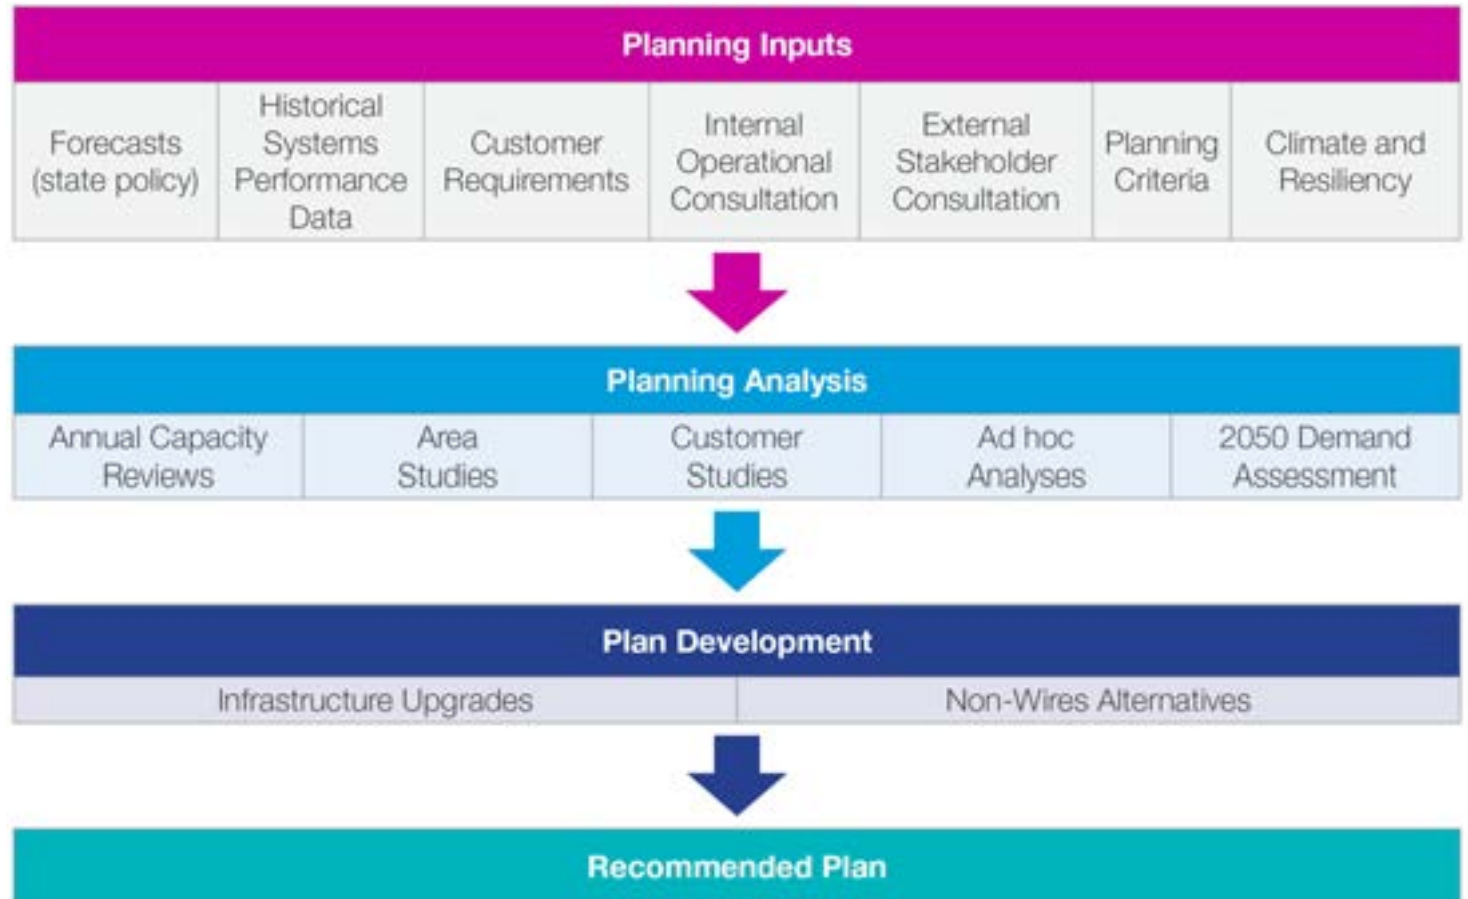 Planning Inputs
Forecasts
(state policy)
Historical
Systems
Performance
Data
Customer
Requirements
Internal
Operational
Consultation
External
Stakeholder
Consultation
Planning
Criteria
Climate and
Resiliency
Planning Analysis
Annual Capacity
Reviews
Area
Studies
Customer
Studies
Ad hoc
Analyses
2050 Demand
Assessment
Plan Development
Infrastructure Upgrades
Non-Wires Alternatives
Recommended Plan